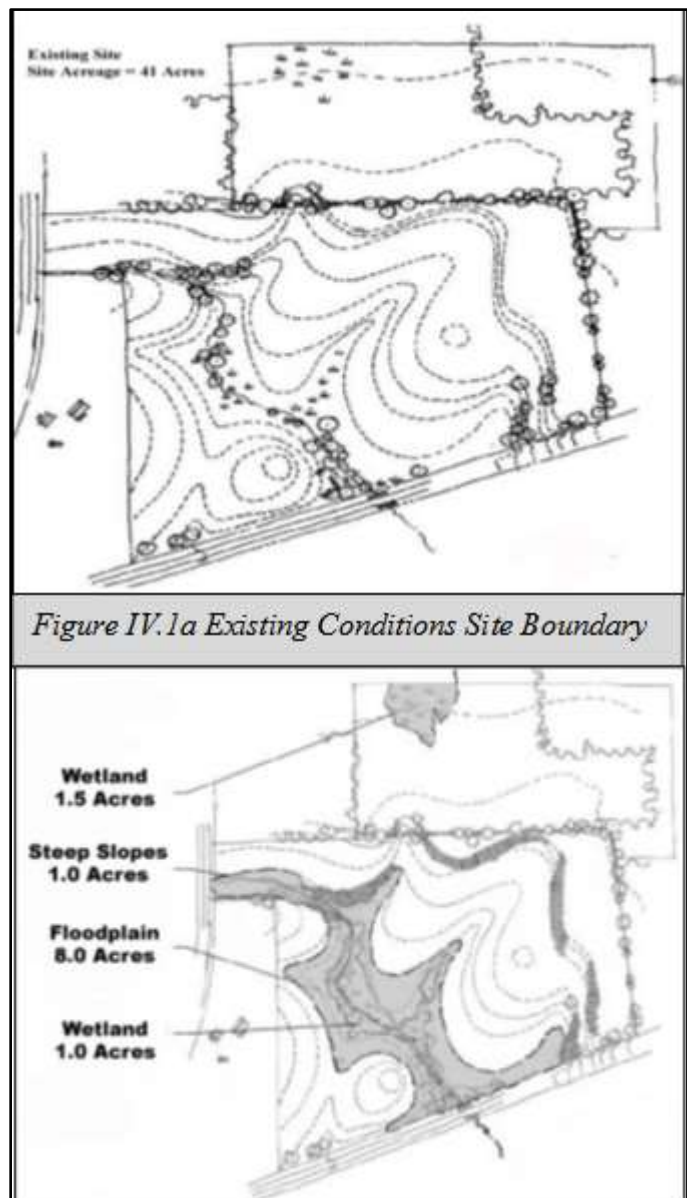 Existing Site
Site Acreage = 41 Acres
Figure IV.1a Existing Conditions Site Boundary
Wetland
1.5 Acres
Steep Slopes
1.0 Acres
Floodplain
8.0 Acres
Wetland
1.0 Acres